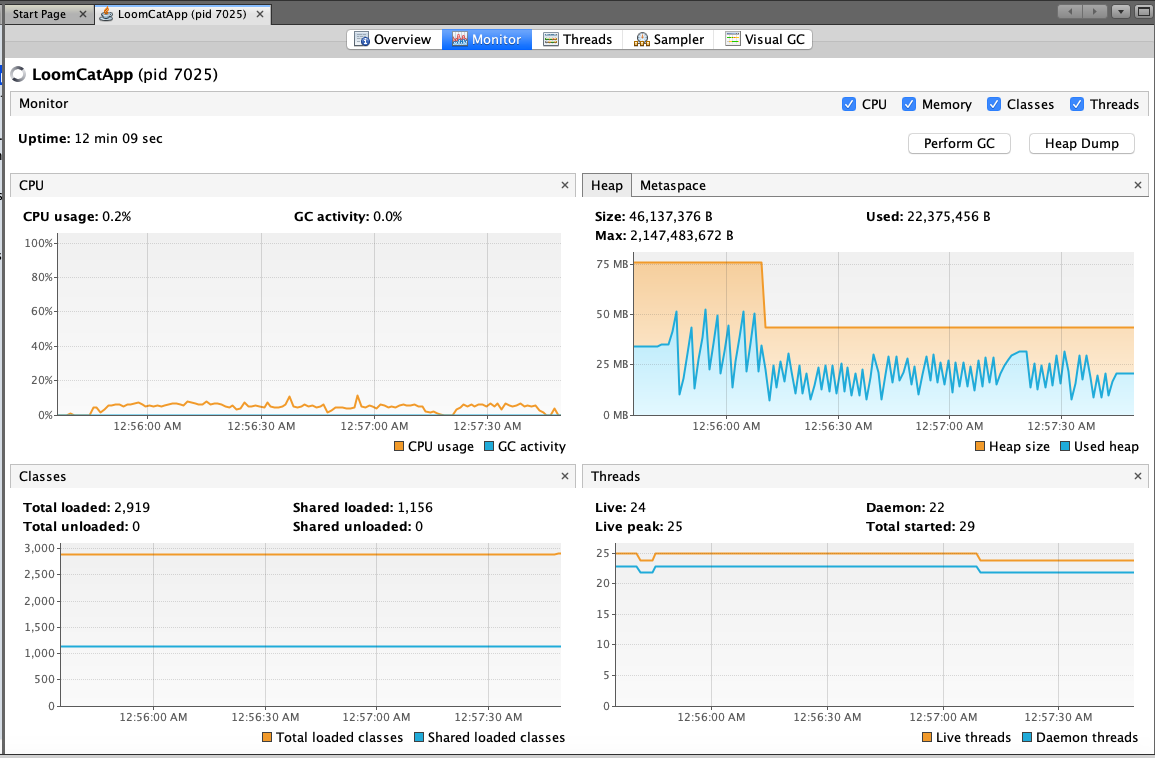 Start Page
LoomCatApp (pid 7025)
Overview
Monitor
Threads
Sampler
Visual GC
LoomCatApp (pid 7025)
Monitor
CPU
Memory
Classes
Threads
Uptime: 12 min 09 sec
Perform GC
Heap Dump
CPU
CPU usage: 0.2%
GC activity: 0.0%
100%
80%
60%
40%
20%
0%
12:56:00 AM
12:56:30 AM
12:57:00 AM
12:57:30 AM
CPU usage
GC activity
Heap
Metaspace
Size: 46,137,376 B
Used: 22,375,456 B
Max: 2,147,483,672 B
75 MB
50 MB
25 MB
0 MB
12:56:00 AM
12:56:30 AM
12:57:00 AM
12:57:30 AM
Heap size
Used heap
Classes
Total loaded: 2,919
Shared loaded: 1,156
Total unloaded: 0
Shared unloaded: 0
3,000
2,500
2,000
1,500
1,000
500
0
12:56:00 AM
12:56:30 AM
12:57:00 AM
12:57:30 AM
Total loaded classes
Shared loaded classes
Threads
Live: 24
Daemon: 22
Live peak: 25
Total started: 29
25
20
15
10
5
0
12:56:00 AM
12:56:30 AM
12:57:00 AM
12:57:30 AM
Live threads
Daemon threads